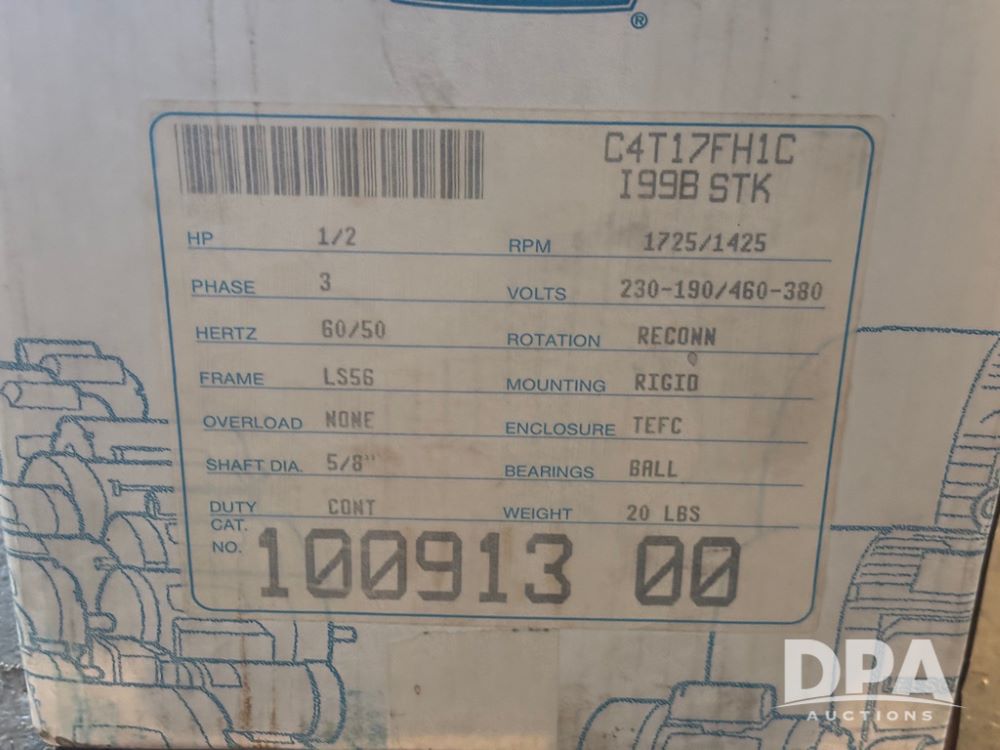 ®
C4T17FH1C
I99B STK
HP 1/2 RPM 1725/1425
PHASE 3 VOLTS 230-190/460-380
HERTZ 60/50 ROTATION RECONN
FRAME LS56 MOUNTING RIGID
OVERLOAD NONE ENCLOSURE TEFC
SHAFT DIA. 5/8" BEARINGS BALL
DUTY CONT WEIGHT 20 LBS
CAT.
NO. 100913 00
DPA
AUCTIONS